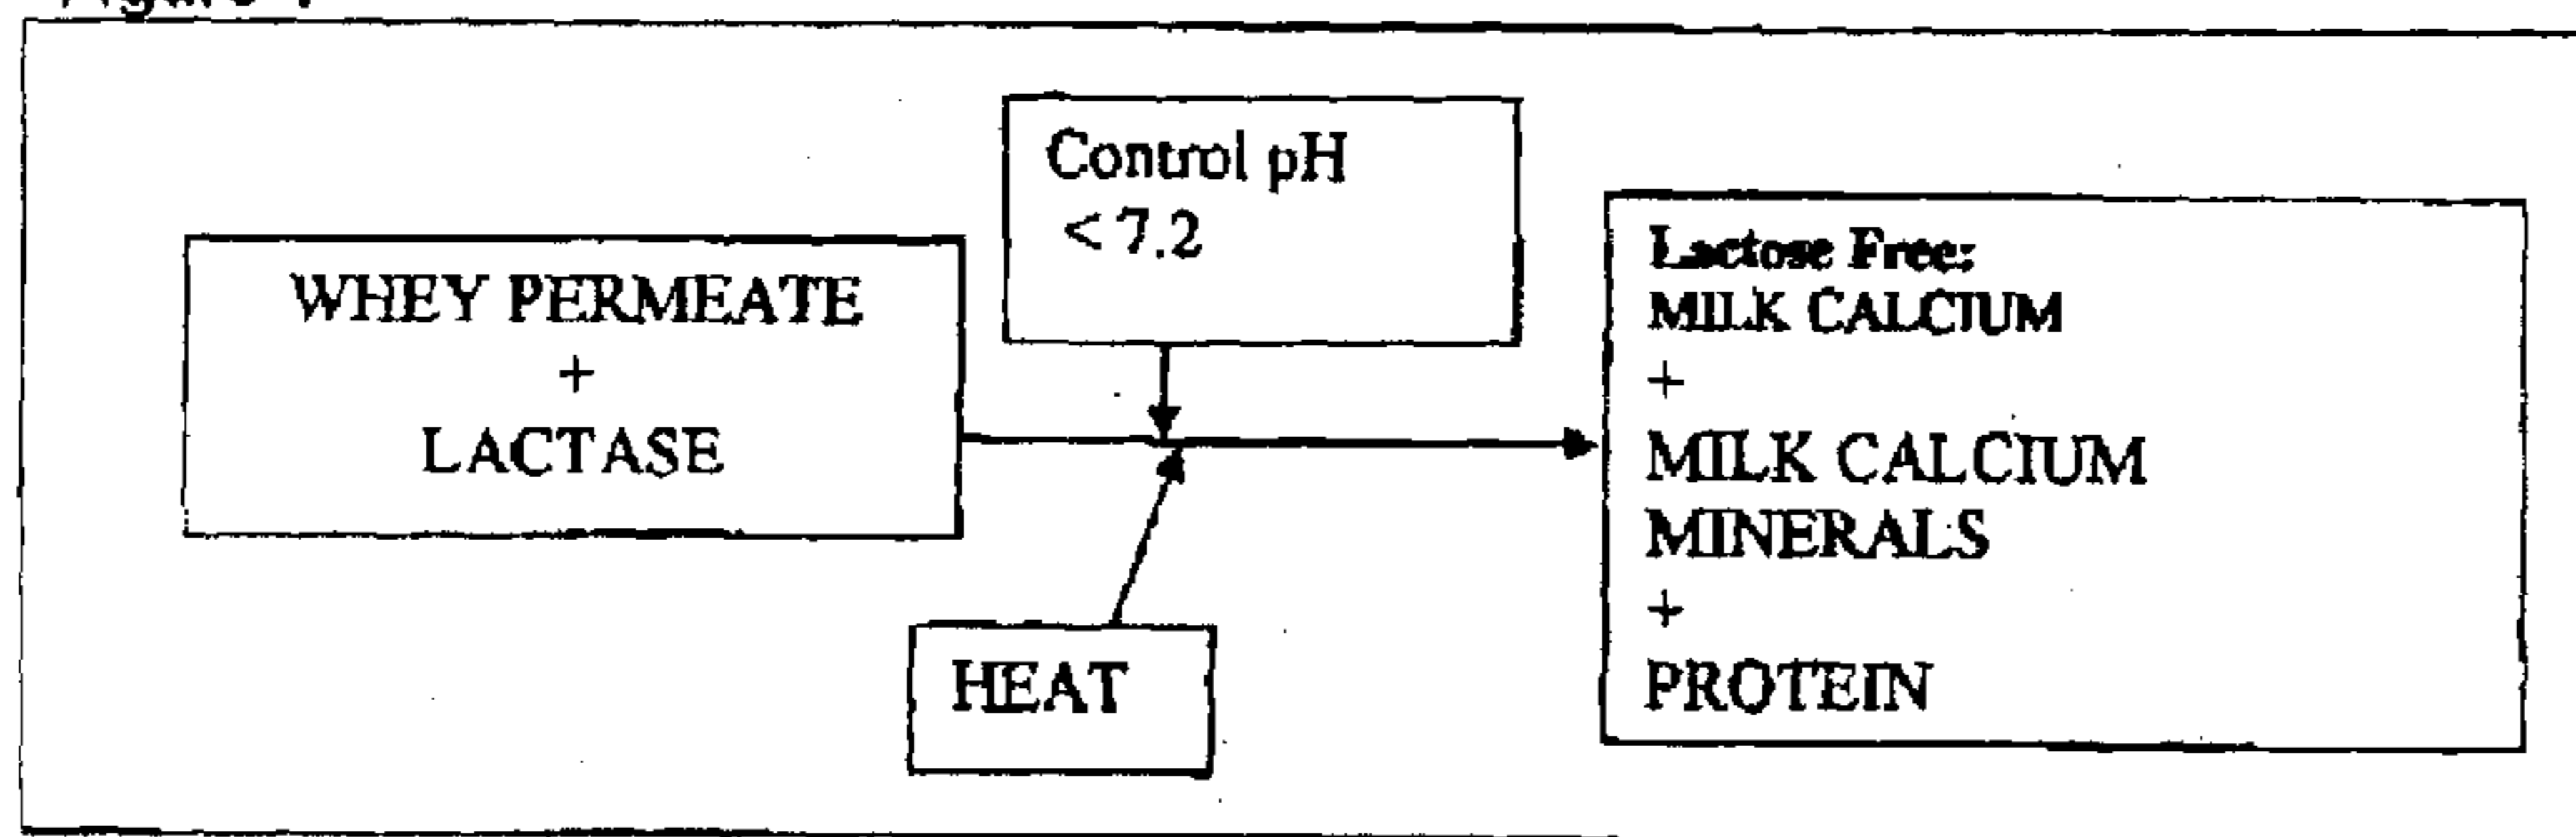 WHEY PERMEATE
+
LACTASE
Control pH
< 7.2
HEAT
Lactose Free:
MILK CALCIUM
+
MILK CALCIUM
MINERALS
+
PROTEIN